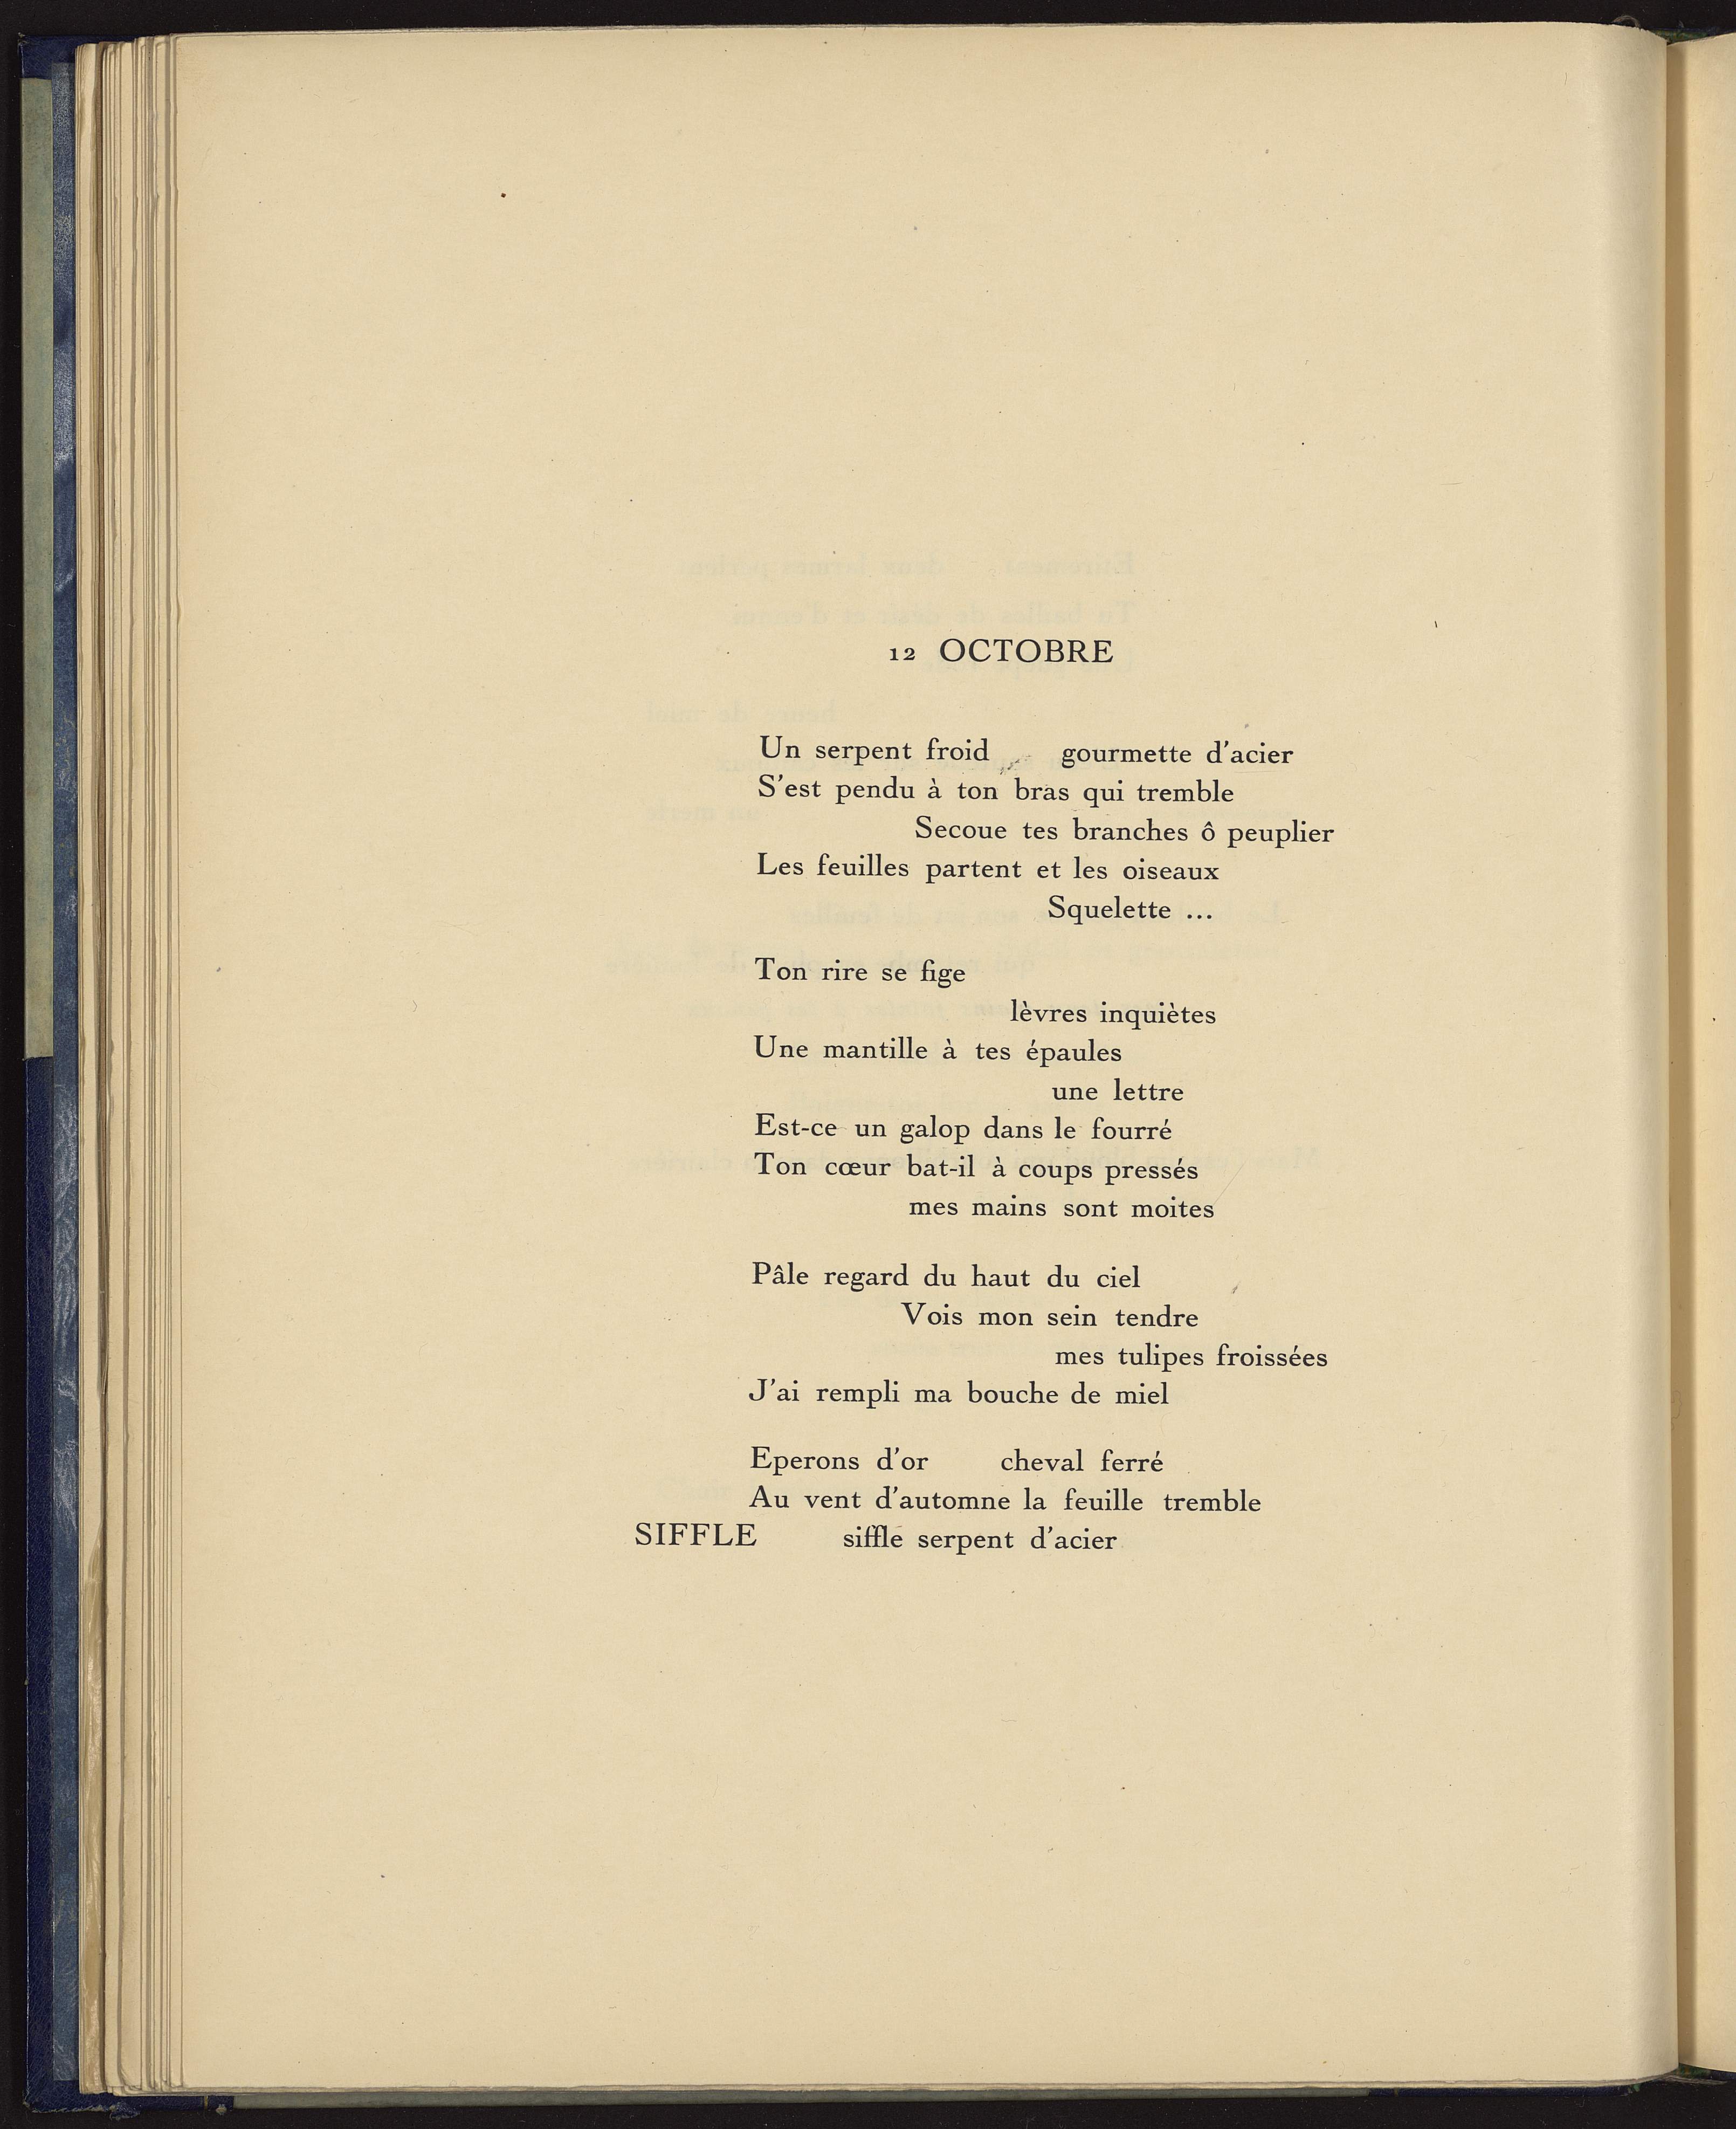 12 OCTOBRE
Un serpent froid gourmette d'acier
S'est pendu à ton bras qui tremble
Secoue tes branches ô peuplier
Les feuilles partent et les oiseaux
Squelette ...
Ton rire se fige
lèvres inquiètes
Une mantille à tes épaules
une lettre
Est-ce un galop dans le fourré
Ton cœur bat-il à coups pressés
mes mains sont moites
Pâle regard du haut du ciel
Vois mon sein tendre
mes tulipes froissées
J'ai rempli ma bouche de miel
Eperons d'or cheval ferré
Au vent d'automne la feuille tremble
SIFFLE siffle serpent d'acier